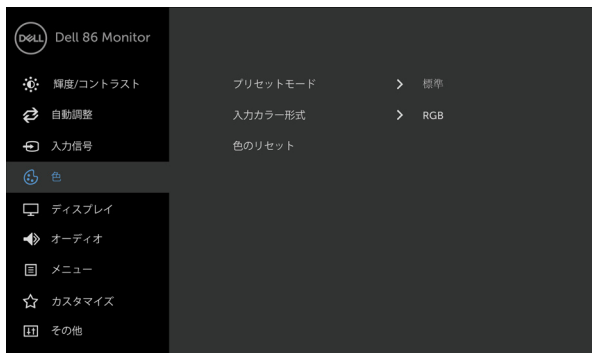 DELL Dell 86 Monitor
輝度/コントラスト プリセットモード > 標準
自動調整 入力カラー形式 > RGB
入力信号 色のリセット
色
ディスプレイ
オーディオ
メニュー
カスタマイズ
その他